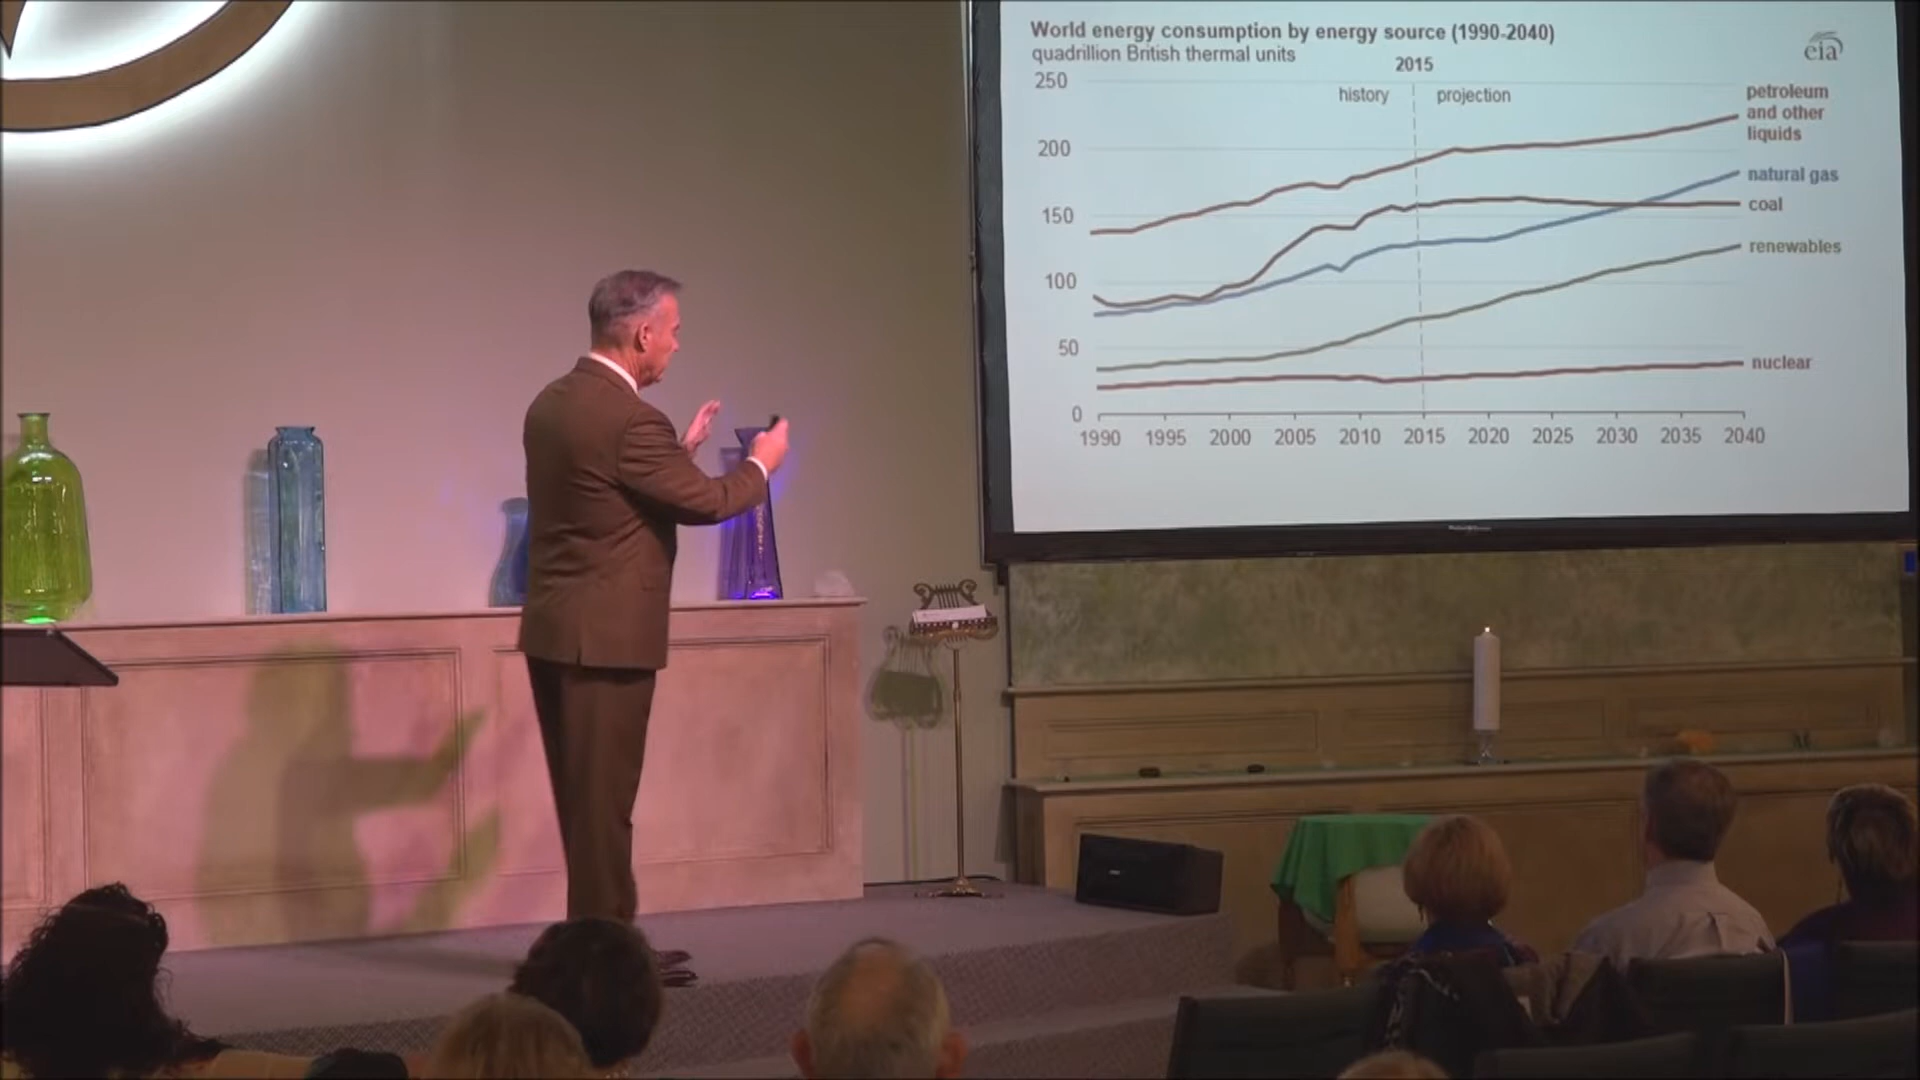 World energy consumption by energy source (1990-2040)
quadrillion British thermal units
eia
2015
history
projection
250
200
150
100
50
0
petroleum
and other
liquids
natural gas
coal
renewables
nuclear
1990 1995 2000 2005 2010 2015 2020 2025 2030 2035 2040